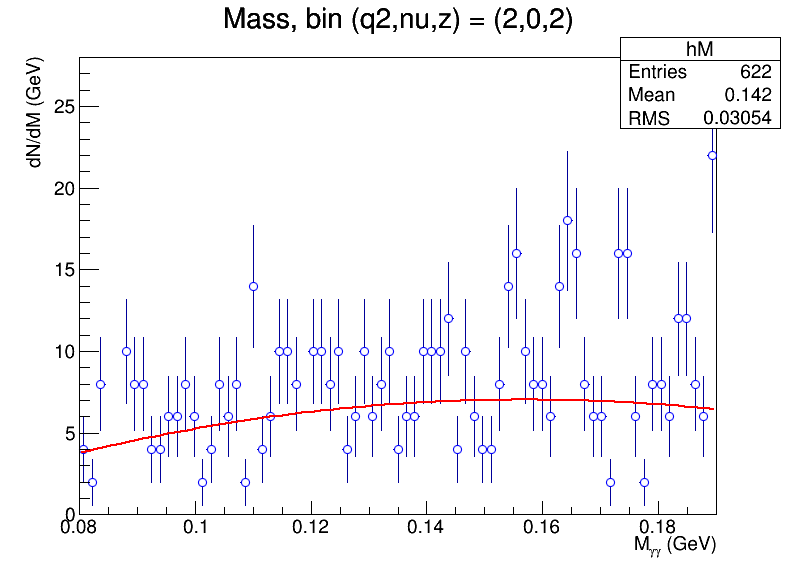 Mass, bin (q2,nu,z) = (2,0,2)
hM
Entries 622
Mean 0.142
RMS 0.03054
dN/dM (GeV)
25
20
15
10
5
0
0.08 0.1 0.12 0.14 0.16 0.18
Mγγ (GeV)